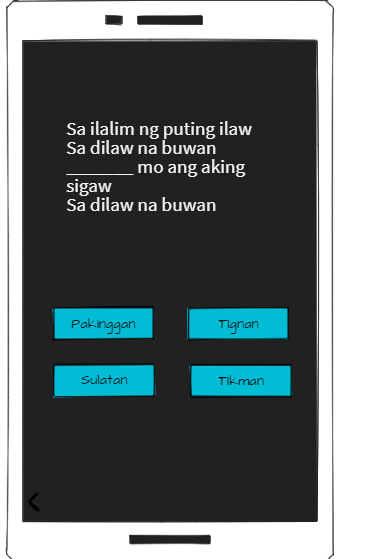 Sa ilalim ng puting ilaw
Sa dilaw na buwan
_______ mo ang aking
sigaw
Sa dilaw na buwan
Pakinggan
TIgnan
Sulatan
Tikman